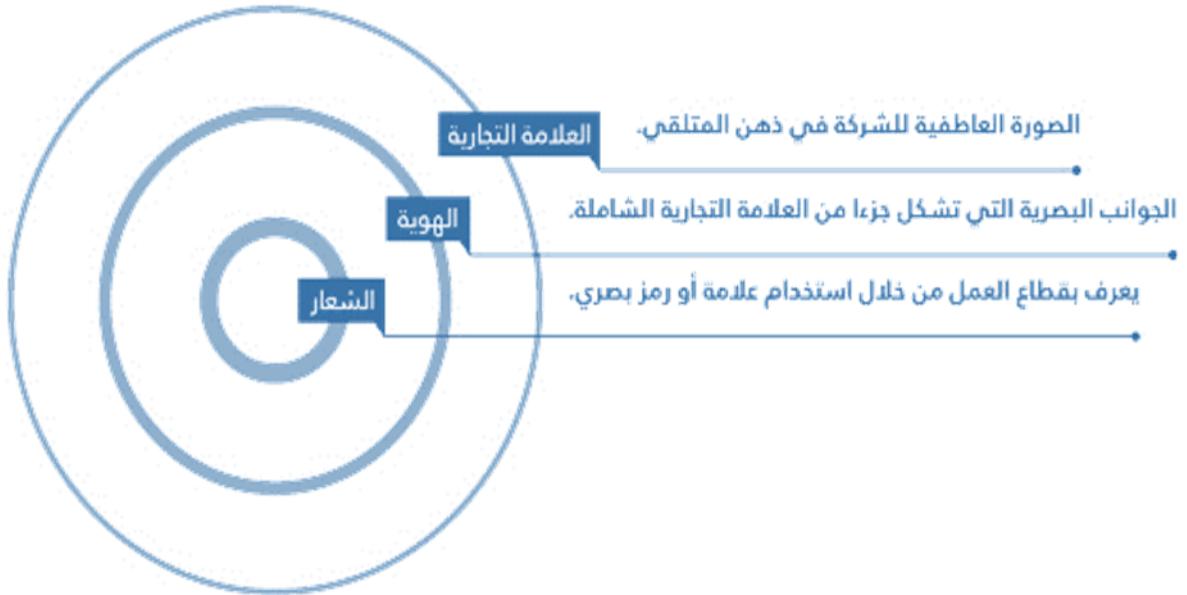 العلامة التجارية
الصورة العاطفية للشركة في ذهن المتلقي.
الهوية
الجوانب البصرية التي تشكل جزءا من العلامة التجارية الشاملة.
الشعار
يعرف بقطاع العمل من خلال استخدام علامة أو رمز بصري.